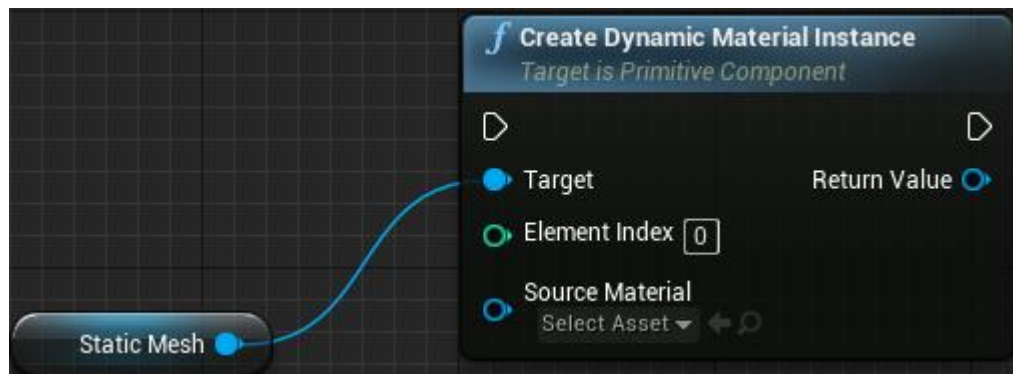 f Create Dynamic Material Instance
Target is Primitive Component
Target
Return Value
Element Index 0
Source Material
Select Asset
Static Mesh